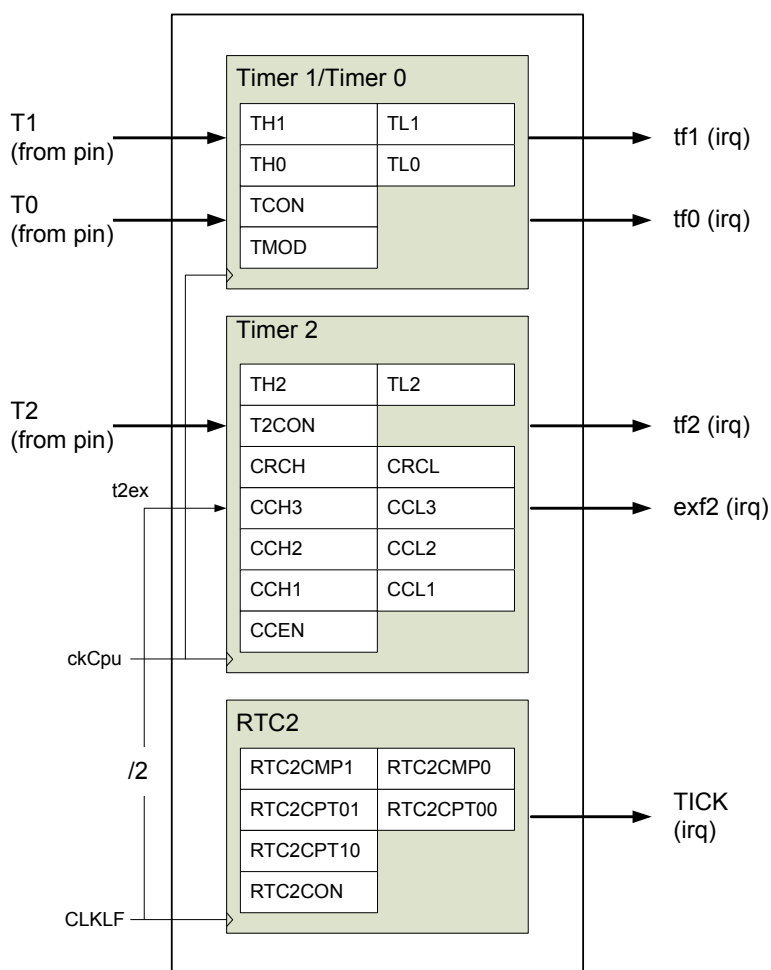 Timer 1/Timer 0
T1
(from pin)
TH1 TL1
tf1 (irq)
TH0 TL0
T0
(from pin)
TCON
tf0 (irq)
TMOD
Timer 2
TH2 TL2
T2
(from pin)
T2CON
tf2 (irq)
CRCH CRCL
t2ex
CCH3 CCL3
exf2 (irq)
CCH2 CCL2
CCH1 CCL1
CCEN
ckCpu
RTC2
/2
RTC2CMP1 RTC2CMP0
RTC2CPT01 RTC2CPT00
TICK
(irq)
RTC2CPT10
RTC2CON
CLKLF